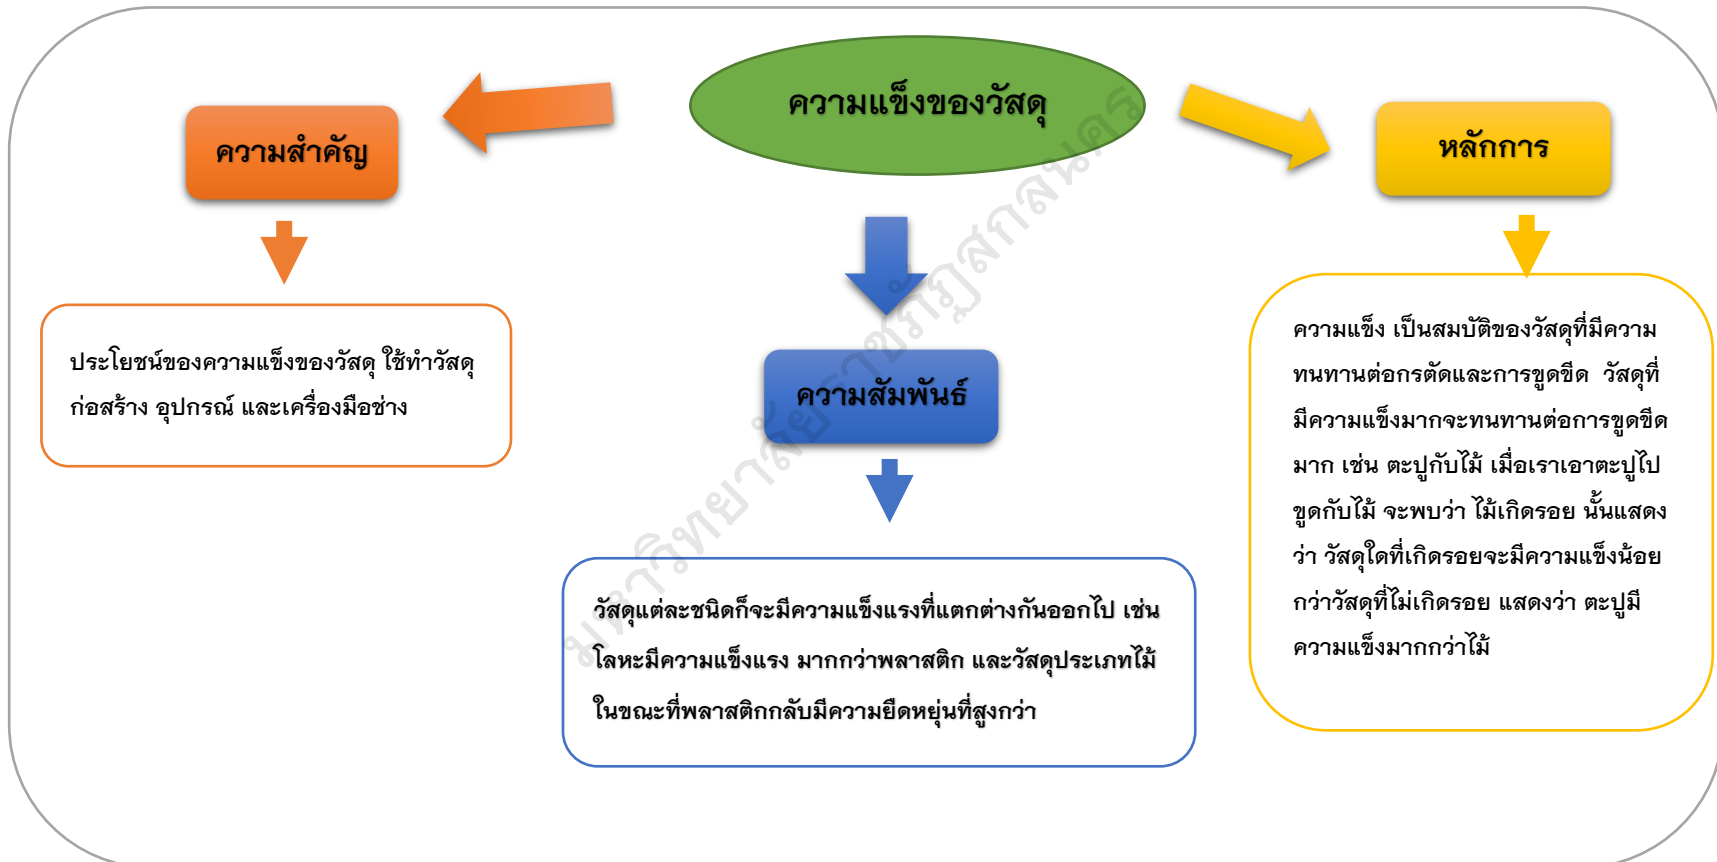 ความแข็งของวัสดุ
ความสำคัญ
ประโยชน์ของความแข็งของวัสดุ ใช้ทำวัสดุ
ก่อสร้าง อุปกรณ์ และเครื่องมือช่าง
ความสัมพันธ์
วัสดุแต่ละชนิดก็จะมีความแข็งแรงที่แตกต่างกันออกไป เช่น
โลหะมีความแข็งแรง มากกว่าพลาสติก และวัสดุประเภทไม้
ในขณะที่พลาสติกกลับมีความยืดหยุ่นที่สูงกว่า
หลักการ
ความแข็ง เป็นสมบัติของวัสดุที่มีความ
ทนทานต่อกรตัดและการขูดขีด วัสดุที่
มีความแข็งมากจะทนทานต่อการขูดขีด
มาก เช่น ตะปูกับไม้ เมื่อเราเอาตะปูไป
ขูดกับไม้ จะพบว่า ไม้เกิดรอย นั้นแสดง
ว่า วัสดุใดที่เกิดรอยจะมีความแข็งน้อย
กว่าวัสดุที่ไม่เกิดรอย แสดงว่า ตะปูมี
ความแข็งมากกว่าไม้
มหาวิทยาลัยราชภัฏสกลนคร